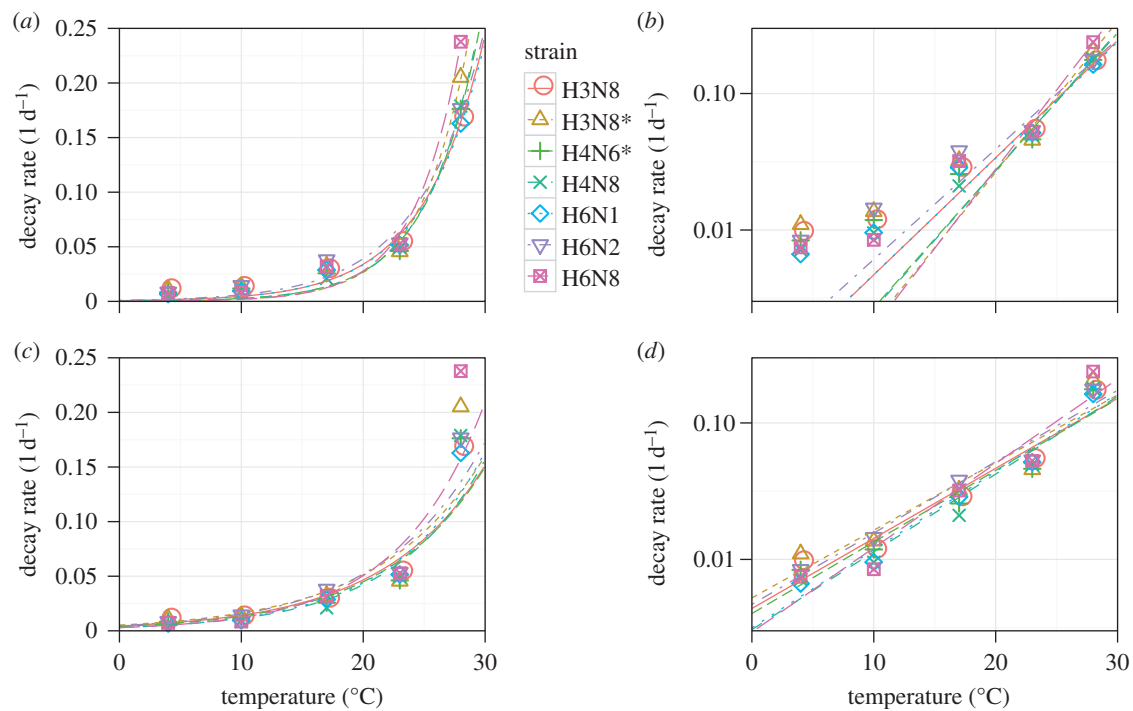 (a)
(b)
0.25
0.20
0.15
0.10
0.05
0
decay rate (1 d⁻¹)
strain
H3N8
H3N8*
H4N6*
H4N8
H6N1
H6N2
H6N8
0.10
0.01
decay rate (1 d⁻¹)
(c)
(d)
0.25
0.20
0.15
0.10
0.05
0
decay rate (1 d⁻¹)
0 10 20 30
temperature (°C)
0.10
0.01
decay rate (1 d⁻¹)
0 10 20 30
temperature (°C)